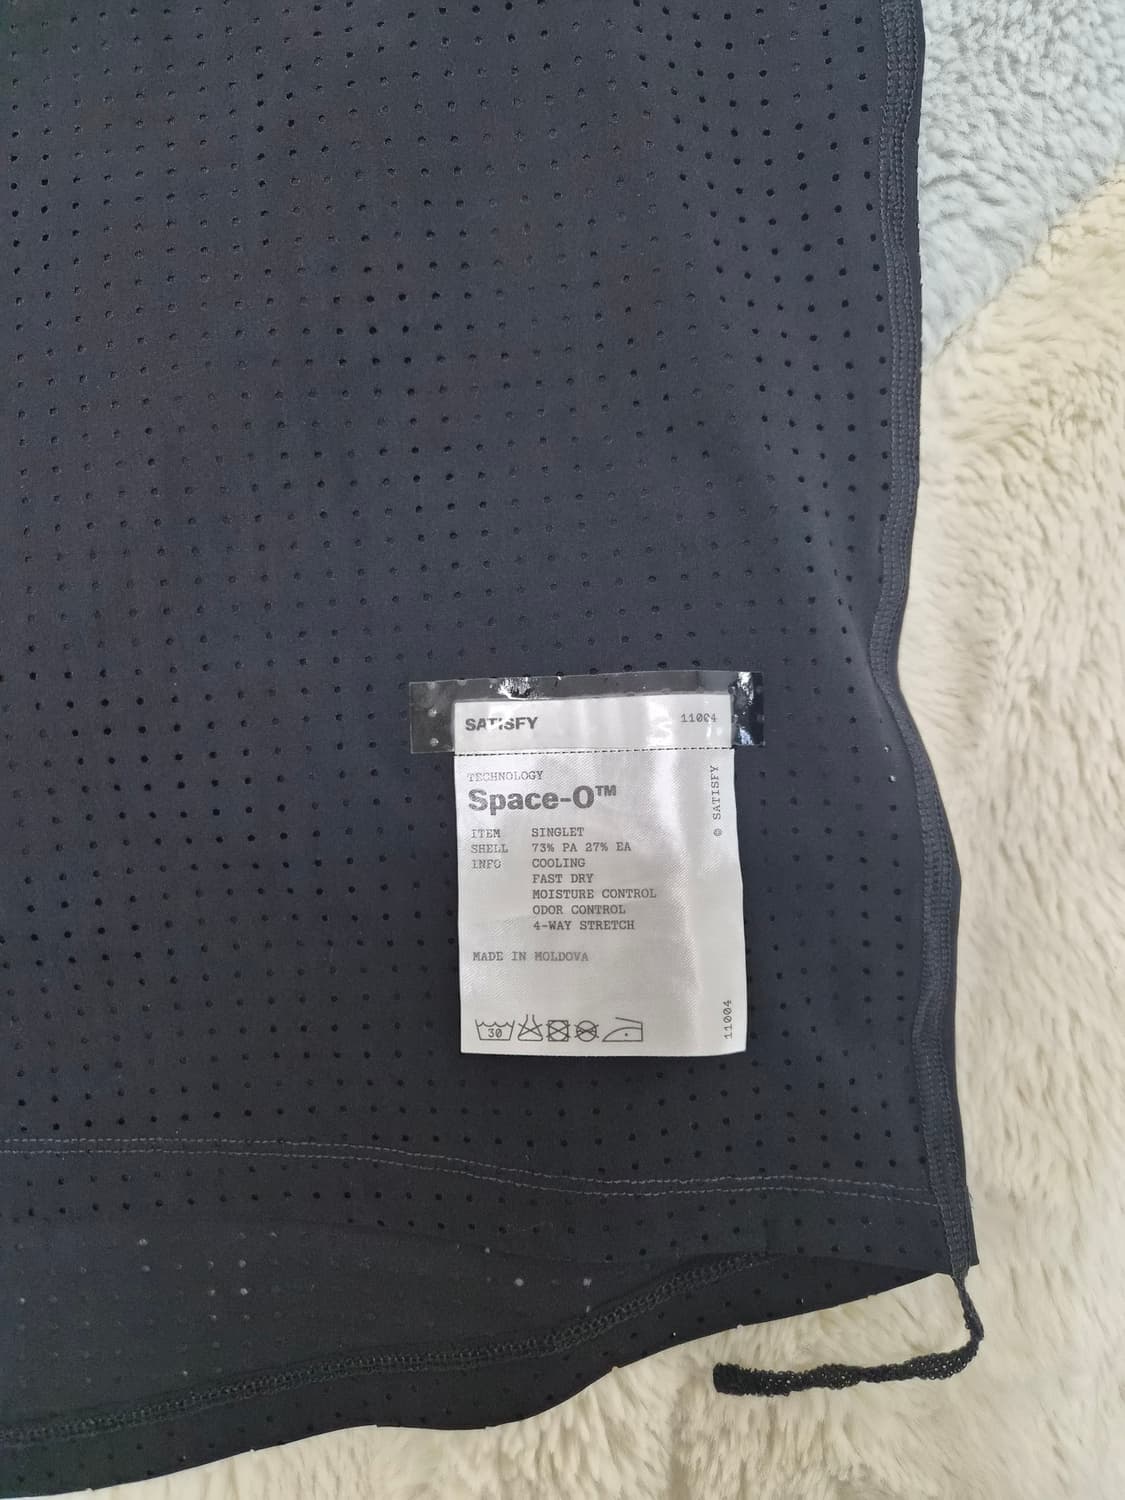 SATISFY 11004
TECHNOLOGY
Space-O™
ITEM SINGLET
SHELL 73% PA 27% EA
INFO COOLING
FAST DRY
MOISTURE CONTROL
ODOR CONTROL
4-WAY STRETCH
MADE IN MOLDOVA
30
© SATISFY
11004